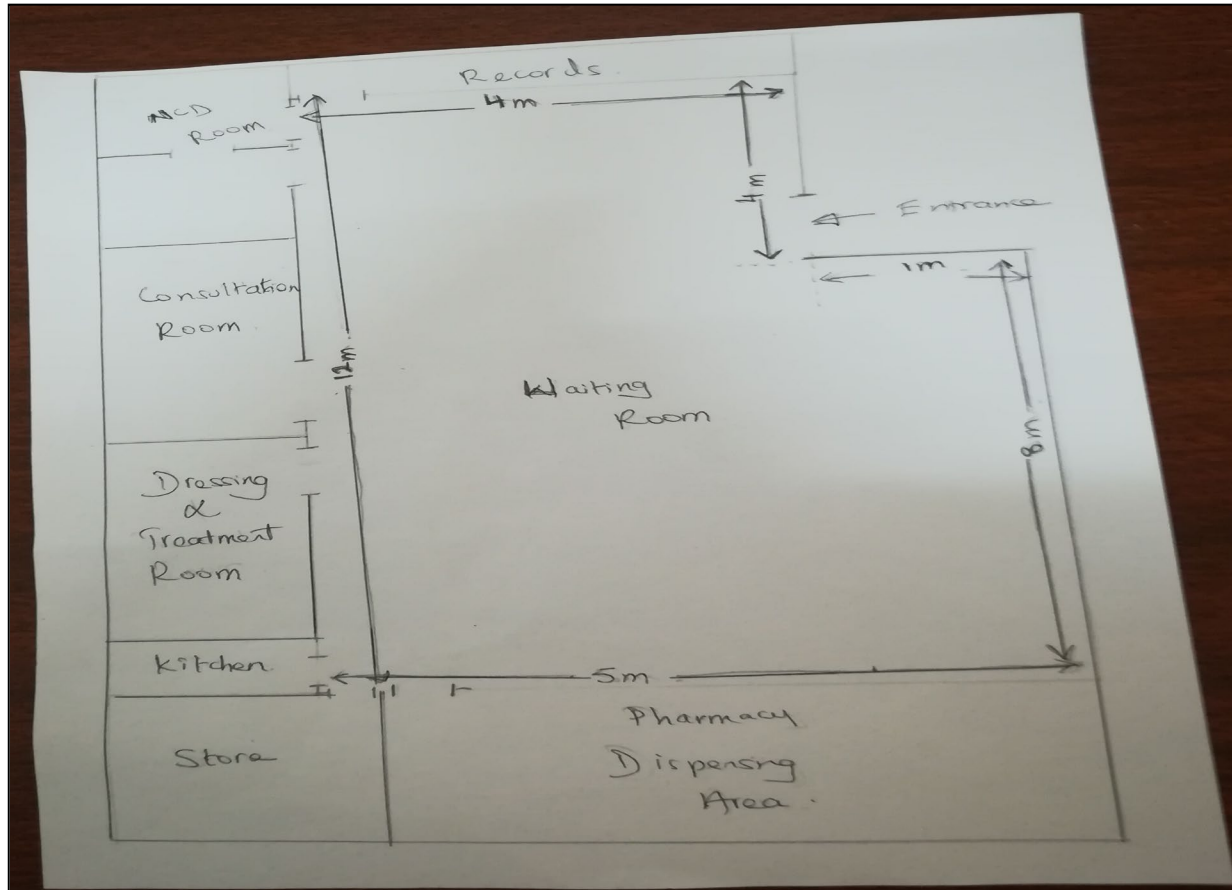 Records
NCD
Room
4m
4m
Entrance
1m
Consultation
Room
12m
Waiting
Room
8m
Dressing
&
Treatment
Room
Kitchen
5m
Pharmacy
Dispensing
Area.
Store